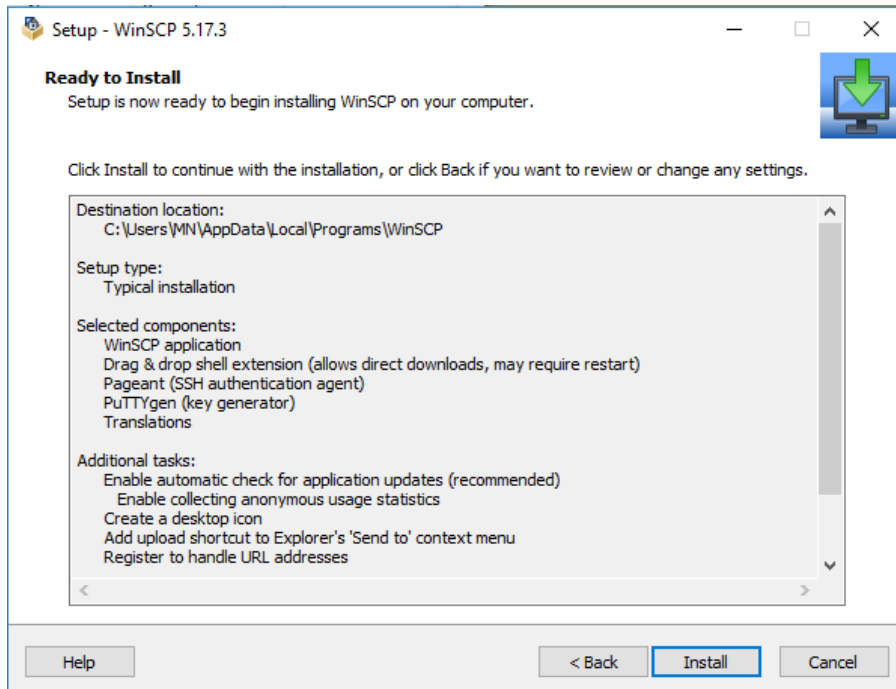 Setup - WinSCP 5.17.3
Ready to Install
Setup is now ready to begin installing WinSCP on your computer.
Click Install to continue with the installation, or click Back if you want to review or change any settings.
Destination location:
C:\Users\MN\AppData\Local\Programs\WinSCP
Setup type:
Typical installation
Selected components:
WinSCP application
Drag & drop shell extension (allows direct downloads, may require restart)
Pageant (SSH authentication agent)
PuTTYgen (key generator)
Translations
Additional tasks:
Enable automatic check for application updates (recommended)
Enable collecting anonymous usage statistics
Create a desktop icon
Add upload shortcut to Explorer's 'Send to' context menu
Register to handle URL addresses
Help
< Back
Install
Cancel